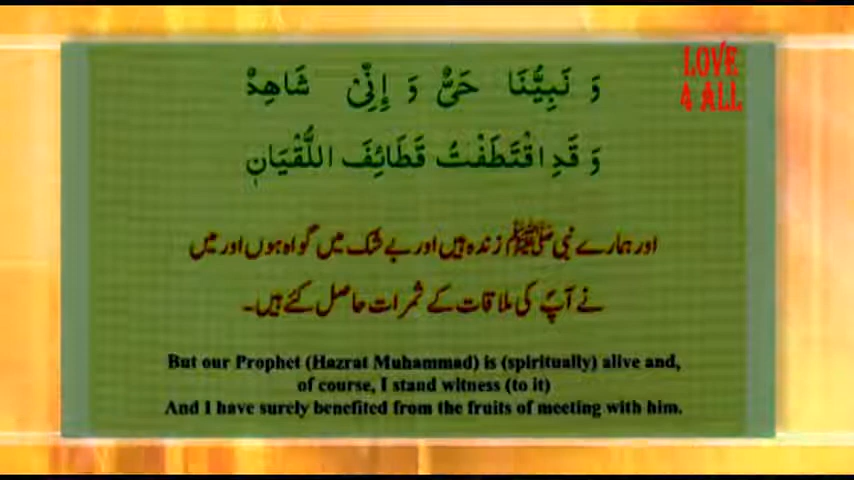 LOVE
4 ALL
وَ نَبِيُّنَا حَيٌّ وَ إِنِّيْ شَاهِدٌ
وَ قَدِ اقْتَطَفْتُ قَطَائِفَ اللُّقْيَانِ
اور ہمارے نبی ﷺ زندہ ہیں اور بے شک میں گواہ ہوں اور میں
نے آپؐ کی ملاقات کے ثمرات حاصل کئے ہیں۔
But our Prophet (Hazrat Muhammad) is (spiritually) alive and,
of course, I stand witness (to it)
And I have surely benefited from the fruits of meeting with him.